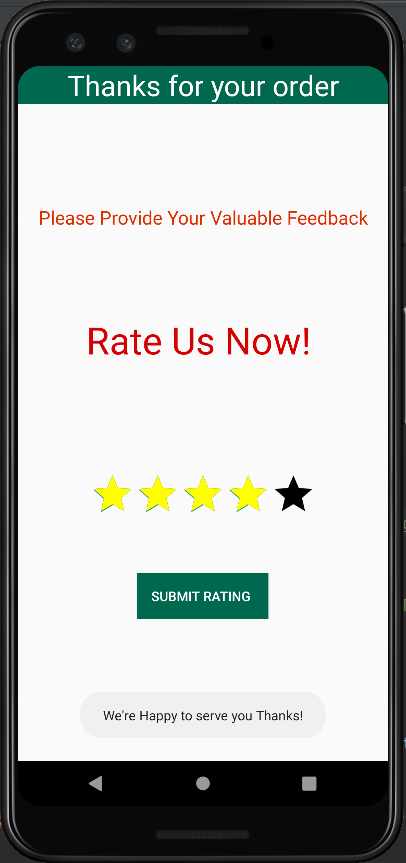 Thanks for your order
Please Provide Your Valuable Feedback
Rate Us Now!
SUBMIT RATING
We're Happy to serve you Thanks!